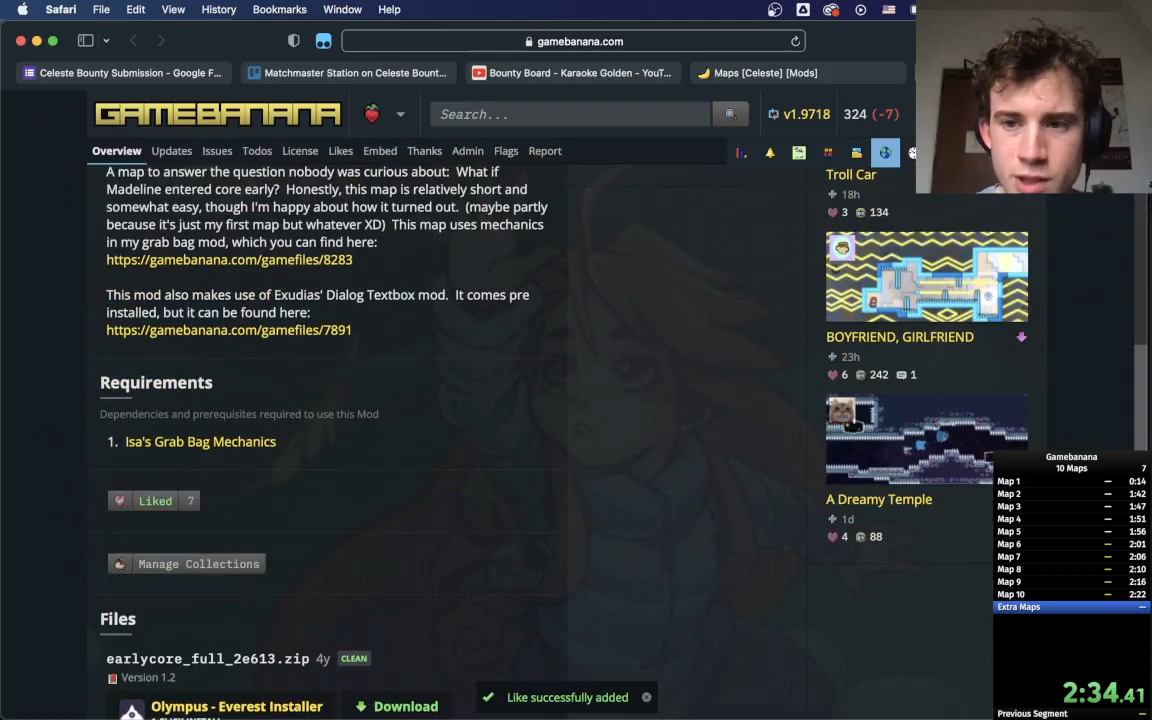 Safari File Edit View History Bookmarks Window Help
gamebanana.com
Celeste Bounty Submission - Google F...
Matchmaster Station on Celeste Bount...
Bounty Board - Karaoke Golden - YouT...
Maps [Celeste] [Mods]
GAMEBANANA
Search...
v1.9718
324 (-7)
Overview Updates Issues Todos License Likes Embed Thanks Admin Flags Report
A map to answer the question nobody was curious about: What if
Madeline entered core early? Honestly, this map is relatively short and
somewhat easy, though I'm happy about how it turned out. (maybe partly
because it's just my first map but whatever XD) This map uses mechanics
in my grab bag mod, which you can find here:
https://gamebanana.com/gamefiles/8283
This mod also makes use of Exudias' Dialog Textbox mod. It comes pre
installed, but it can be found here:
https://gamebanana.com/gamefiles/7891
Requirements
Dependencies and prerequisites required to use this Mod
1. Isa's Grab Bag Mechanics
Liked 7
Manage Collections
Files
earlycore_full_2e613.zip 4y CLEAN
Version 1.2
Olympus - Everest Installer
Download
Like successfully added
Troll Car
18h
3 134
BOYFRIEND, GIRLFRIEND
23h
6 242 1
A Dreamy Temple
1d
4 88
Gamebanana
10 Maps 7
Map 1 — 0:14
Map 2 — 1:42
Map 3 — 1:47
Map 4 — 1:51
Map 5 — 1:56
Map 6 — 2:01
Map 7 — 2:06
Map 8 — 2:10
Map 9 — 2:16
Map 10 — 2:22
Extra Maps —
2:34.41
Previous Segment —